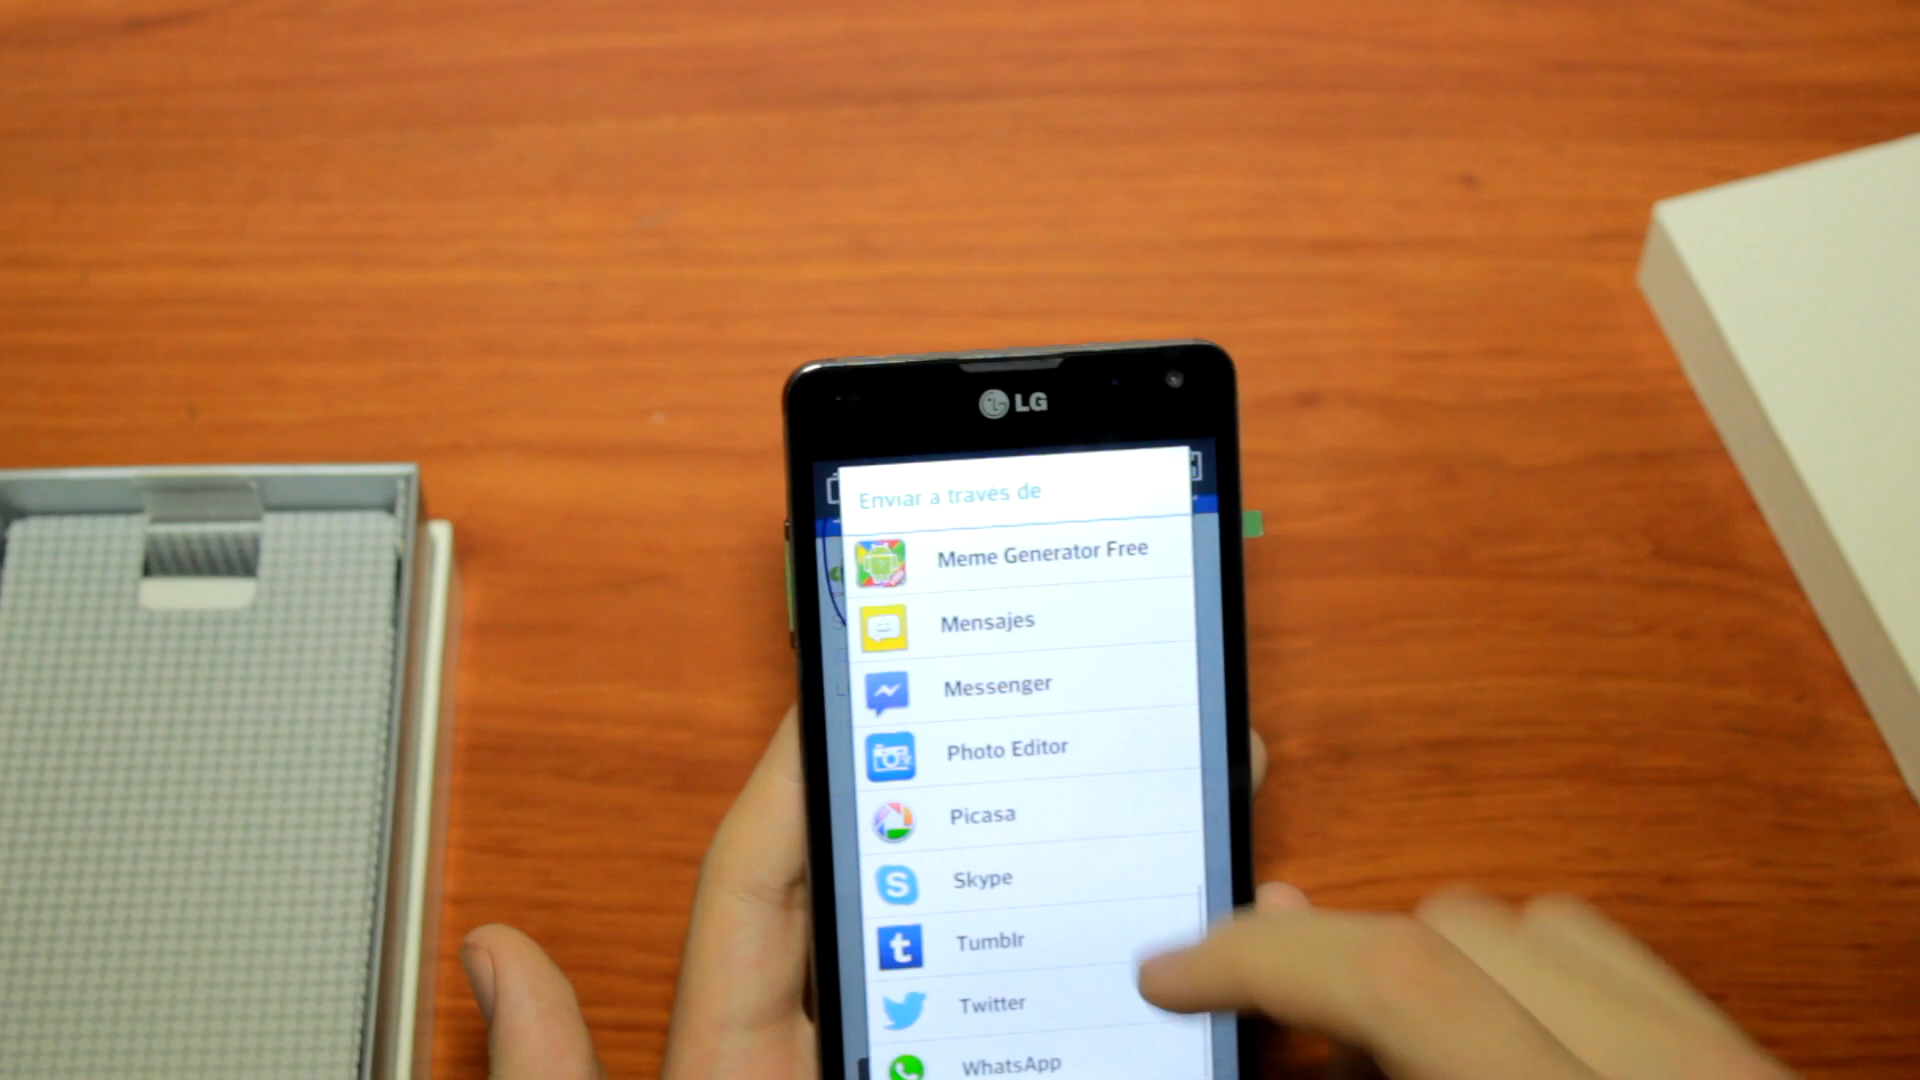 LG
Enviar a través de
Meme Generator Free
Mensajes
Messenger
Photo Editor
Picasa
Skype
Tumblr
Twitter
WhatsApp